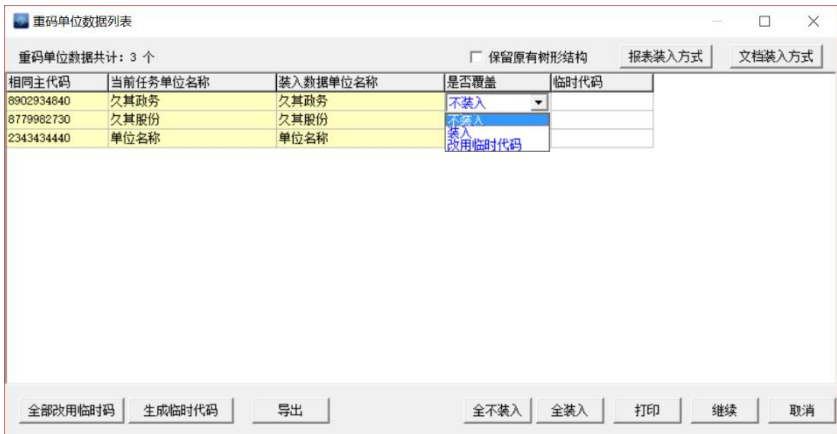 重码单位数据列表
重码单位数据共计：3 个 保留原有树形结构 报表装入方式 文档装入方式
相同主代码 当前任务单位名称 装入数据单位名称 是否覆盖 临时代码
8902934840 久其政务 久其政务 不装入
8779982730 久其股份 久其股份 不装入
装入
2343434440 单位名称 单位名称 改用临时代码
全部改用临时码 生成临时代码 导出 全不装入 全装入 打印 继续 取消